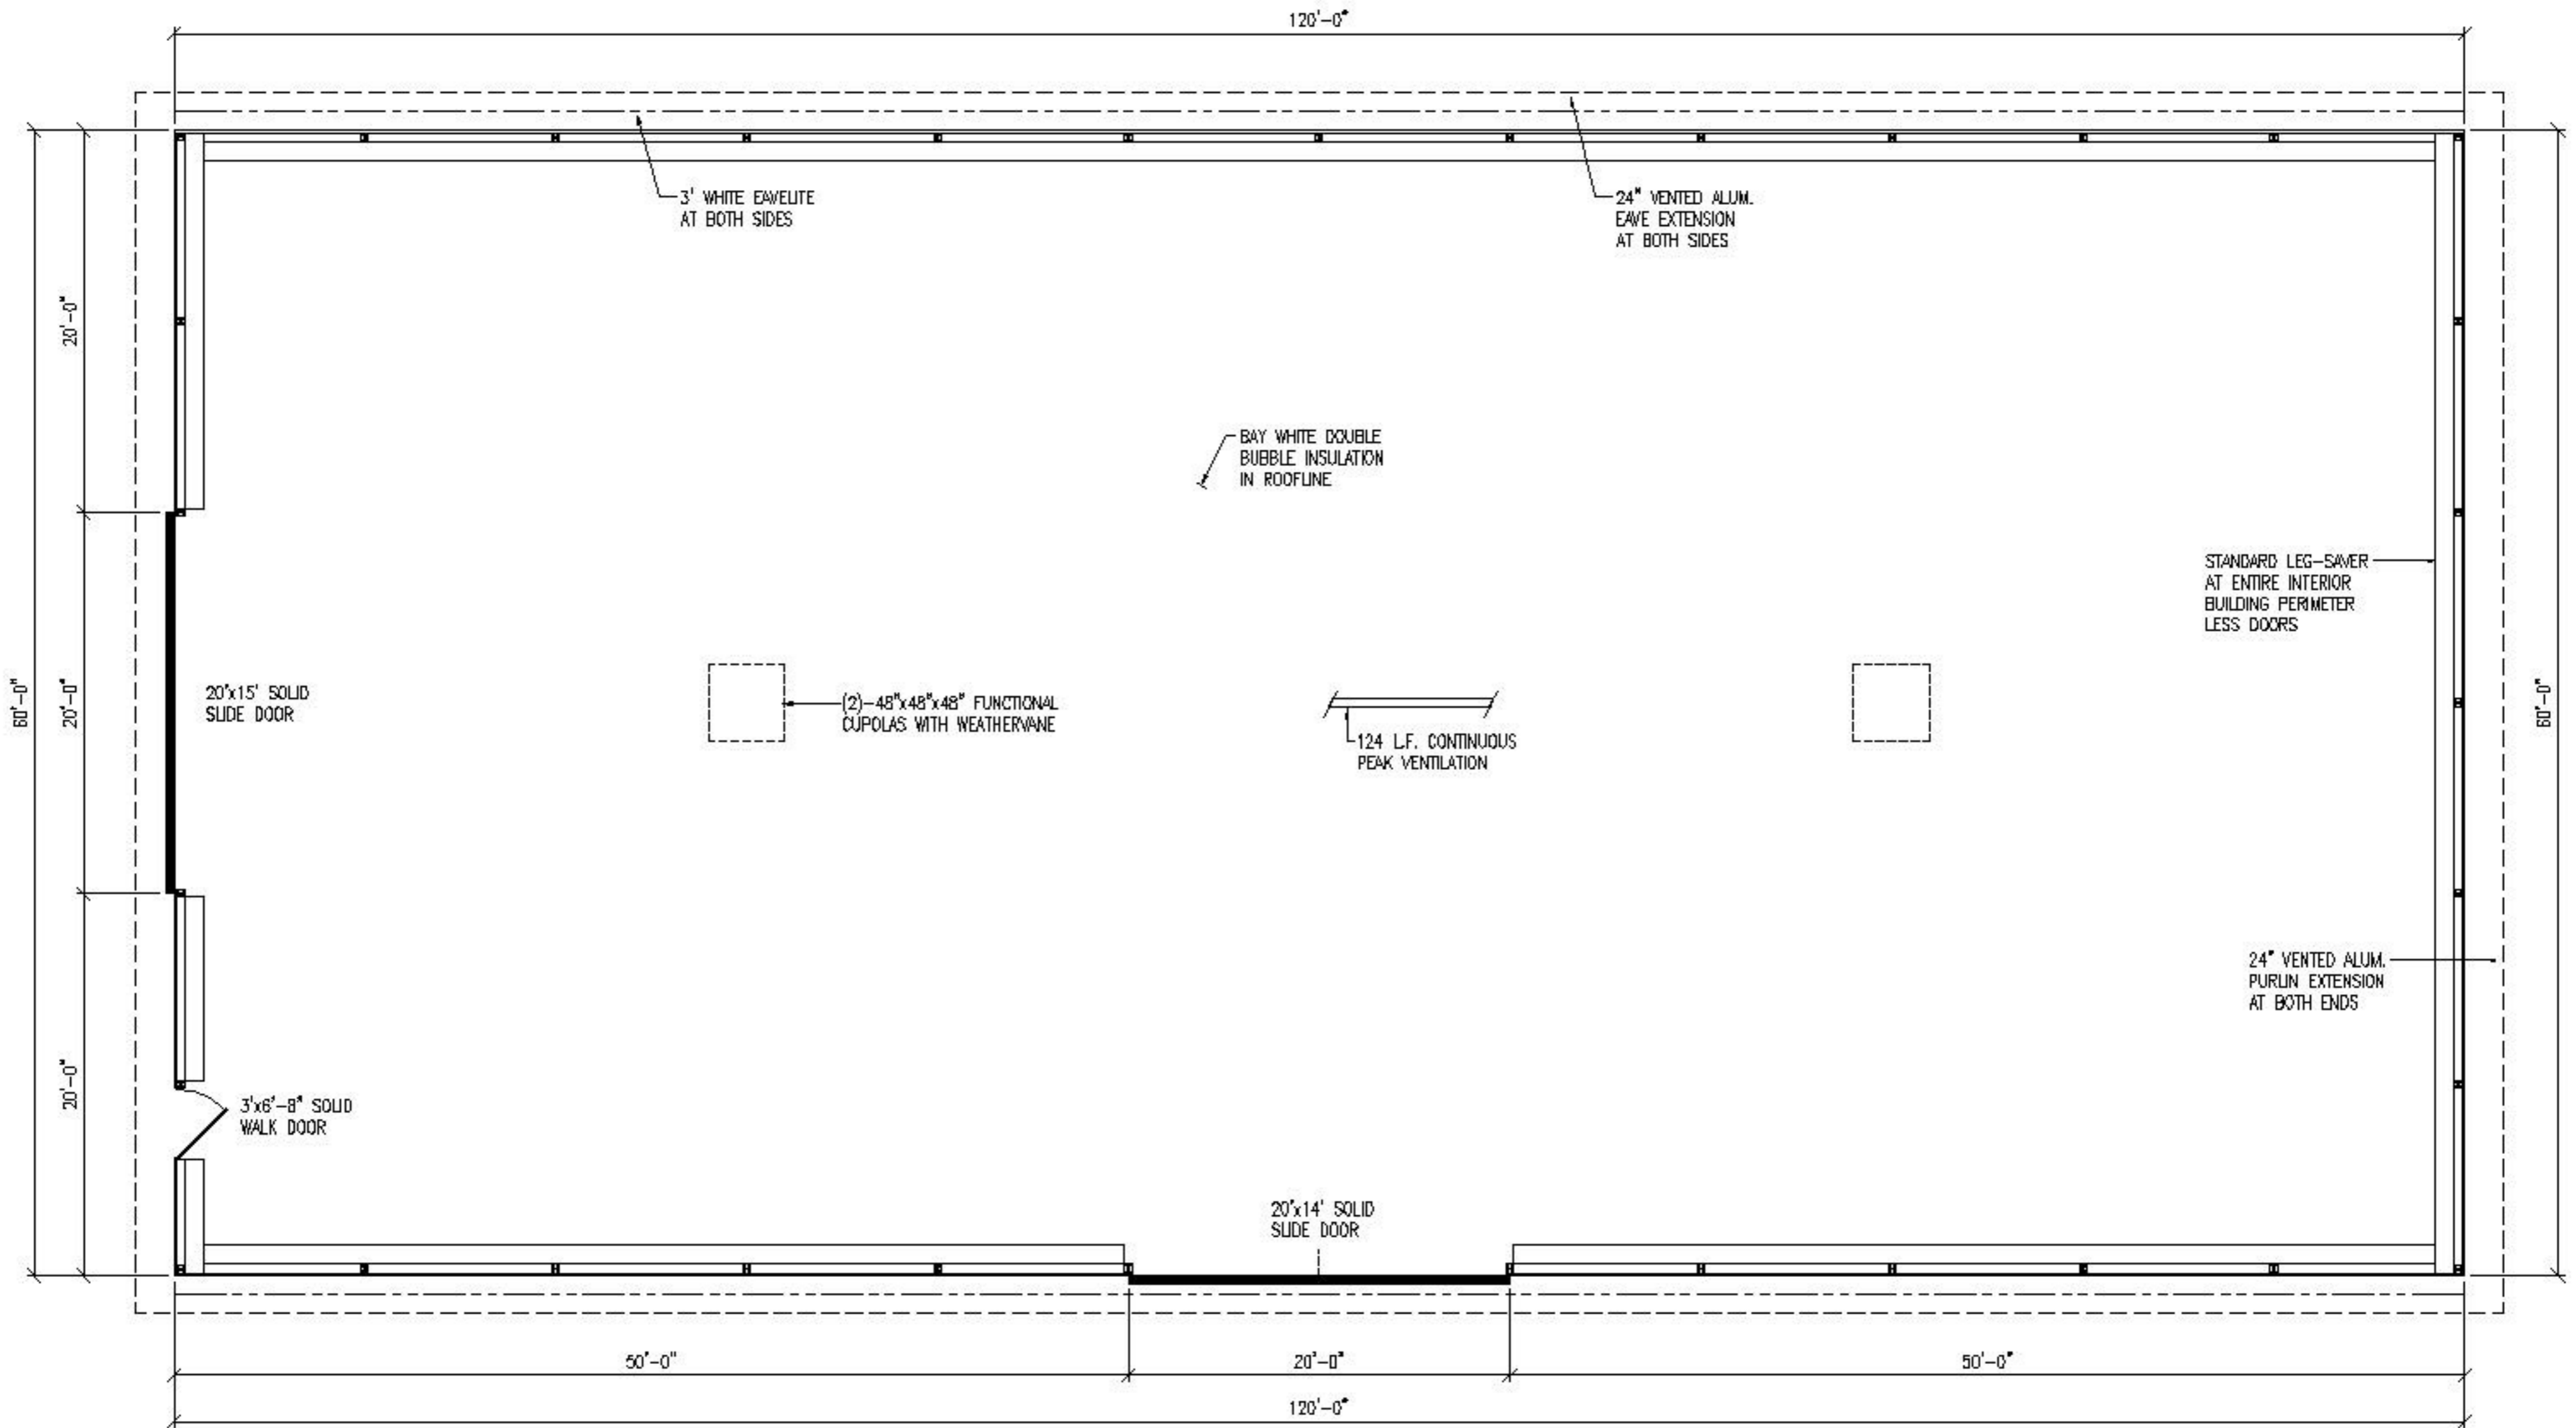 120'-0"
3' WHITE EAVELITE
AT BOTH SIDES
24" VENTED ALUM.
EAVE EXTENSION
AT BOTH SIDES
20'-0"
BAY WHITE DOUBLE
BUBBLE INSULATION
IN ROOFLINE
STANDARD LEG-SAVER
AT ENTIRE INTERIOR
BUILDING PERIMETER
LESS DOORS
60'-0"
20'-0"
20'x15' SOLID
SLIDE DOOR
(2)-48"x48"x48" FUNCTIONAL
CUPOLAS WITH WEATHERVANE
124 L.F. CONTINUOUS
PEAK VENTILATION
60'-0"
24" VENTED ALUM.
PURLIN EXTENSION
AT BOTH ENDS
20'-0"
3'x6'-8" SOLID
WALK DOOR
20'x14' SOLID
SLIDE DOOR
50'-0"
20'-0"
50'-0"
120'-0"